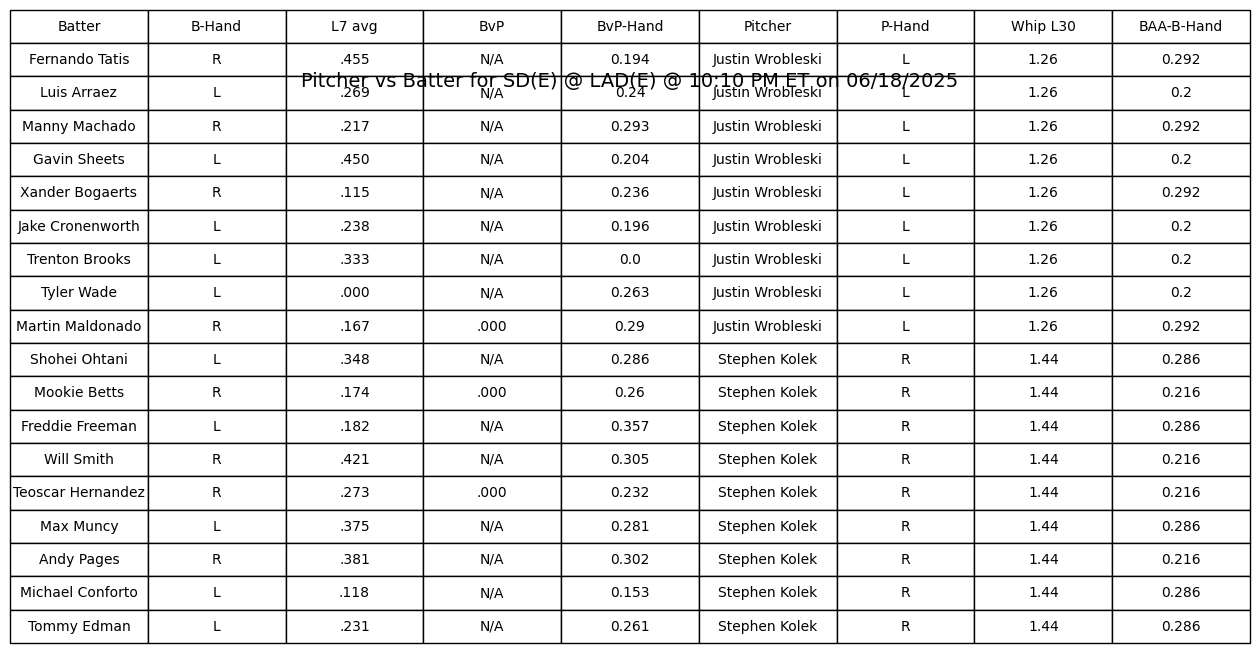 Batter B-Hand L7 avg BvP BvP-Hand Pitcher P-Hand Whip L30 BAA-B-Hand
Fernando Tatis R .455 N/A 0.194 Justin Wrobleski L 1.26 0.292
Pitcher vs Batter for SD(E) @ LAD(E) @ 10:10 PM ET on 06/18/2025
Luis Arraez L .269 N/A 0.24 Justin Wrobleski L 1.26 0.2
Manny Machado R .217 N/A 0.293 Justin Wrobleski L 1.26 0.292
Gavin Sheets L .450 N/A 0.204 Justin Wrobleski L 1.26 0.2
Xander Bogaerts R .115 N/A 0.236 Justin Wrobleski L 1.26 0.292
Jake Cronenworth L .238 N/A 0.196 Justin Wrobleski L 1.26 0.2
Trenton Brooks L .333 N/A 0.0 Justin Wrobleski L 1.26 0.2
Tyler Wade L .000 N/A 0.263 Justin Wrobleski L 1.26 0.2
Martin Maldonado R .167 .000 0.29 Justin Wrobleski L 1.26 0.292
Shohei Ohtani L .348 N/A 0.286 Stephen Kolek R 1.44 0.286
Mookie Betts R .174 .000 0.26 Stephen Kolek R 1.44 0.216
Freddie Freeman L .182 N/A 0.357 Stephen Kolek R 1.44 0.286
Will Smith R .421 N/A 0.305 Stephen Kolek R 1.44 0.216
Teoscar Hernandez R .273 .000 0.232 Stephen Kolek R 1.44 0.216
Max Muncy L .375 N/A 0.281 Stephen Kolek R 1.44 0.286
Andy Pages R .381 N/A 0.302 Stephen Kolek R 1.44 0.216
Michael Conforto L .118 N/A 0.153 Stephen Kolek R 1.44 0.286
Tommy Edman L .231 N/A 0.261 Stephen Kolek R 1.44 0.286